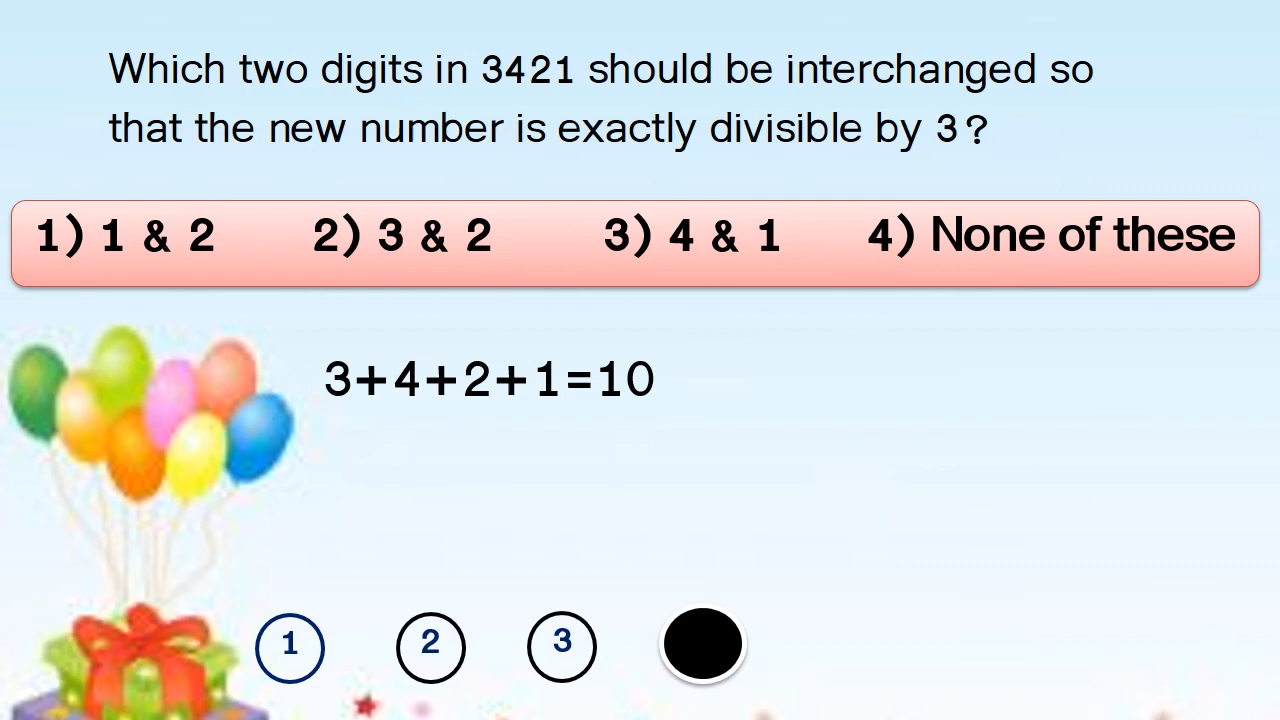 Which two digits in 3421 should be interchanged so
that the new number is exactly divisible by 3?
1) 1 & 2 2) 3 & 2 3) 4 & 1 4) None of these
3+4+2+1=10
1 2 3